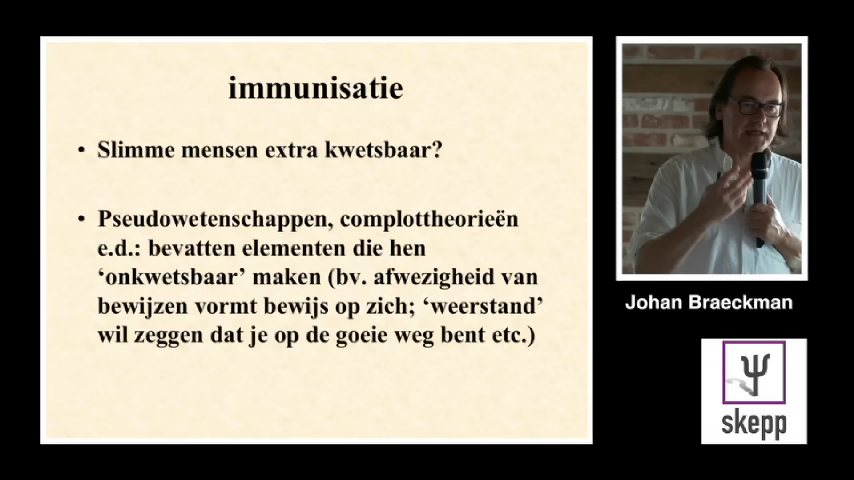 immunisatie
• Slimme mensen extra kwetsbaar?
• Pseudowetenschappen, complottheorieën
e.d.: bevatten elementen die hen
‘onkwetsbaar’ maken (bv. afwezigheid van
bewijzen vormt bewijs op zich; ‘weerstand’
wil zeggen dat je op de goeie weg bent etc.)
Johan Braeckman
Ψ
skepp